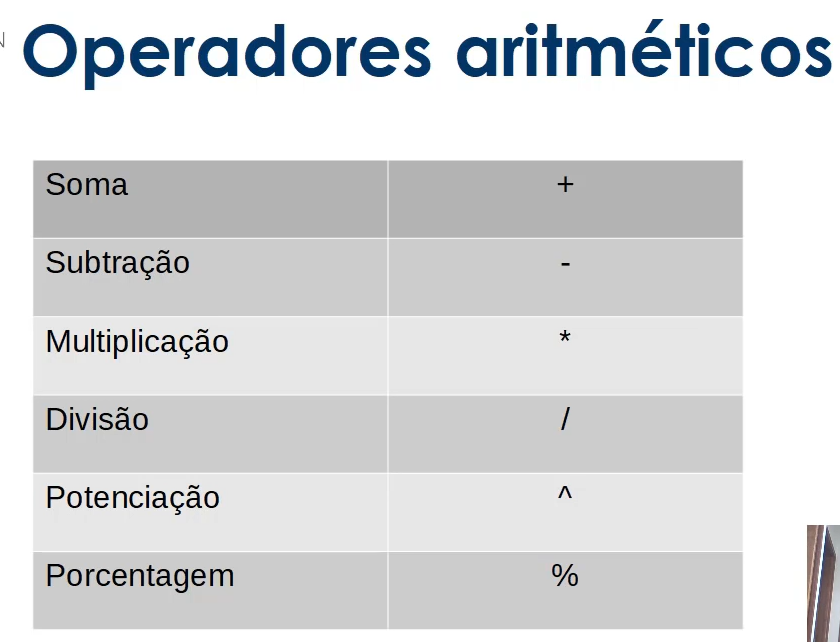 Operadores aritméticos
Soma +
Subtração -
Multiplicação *
Divisão /
Potenciação ^
Porcentagem %